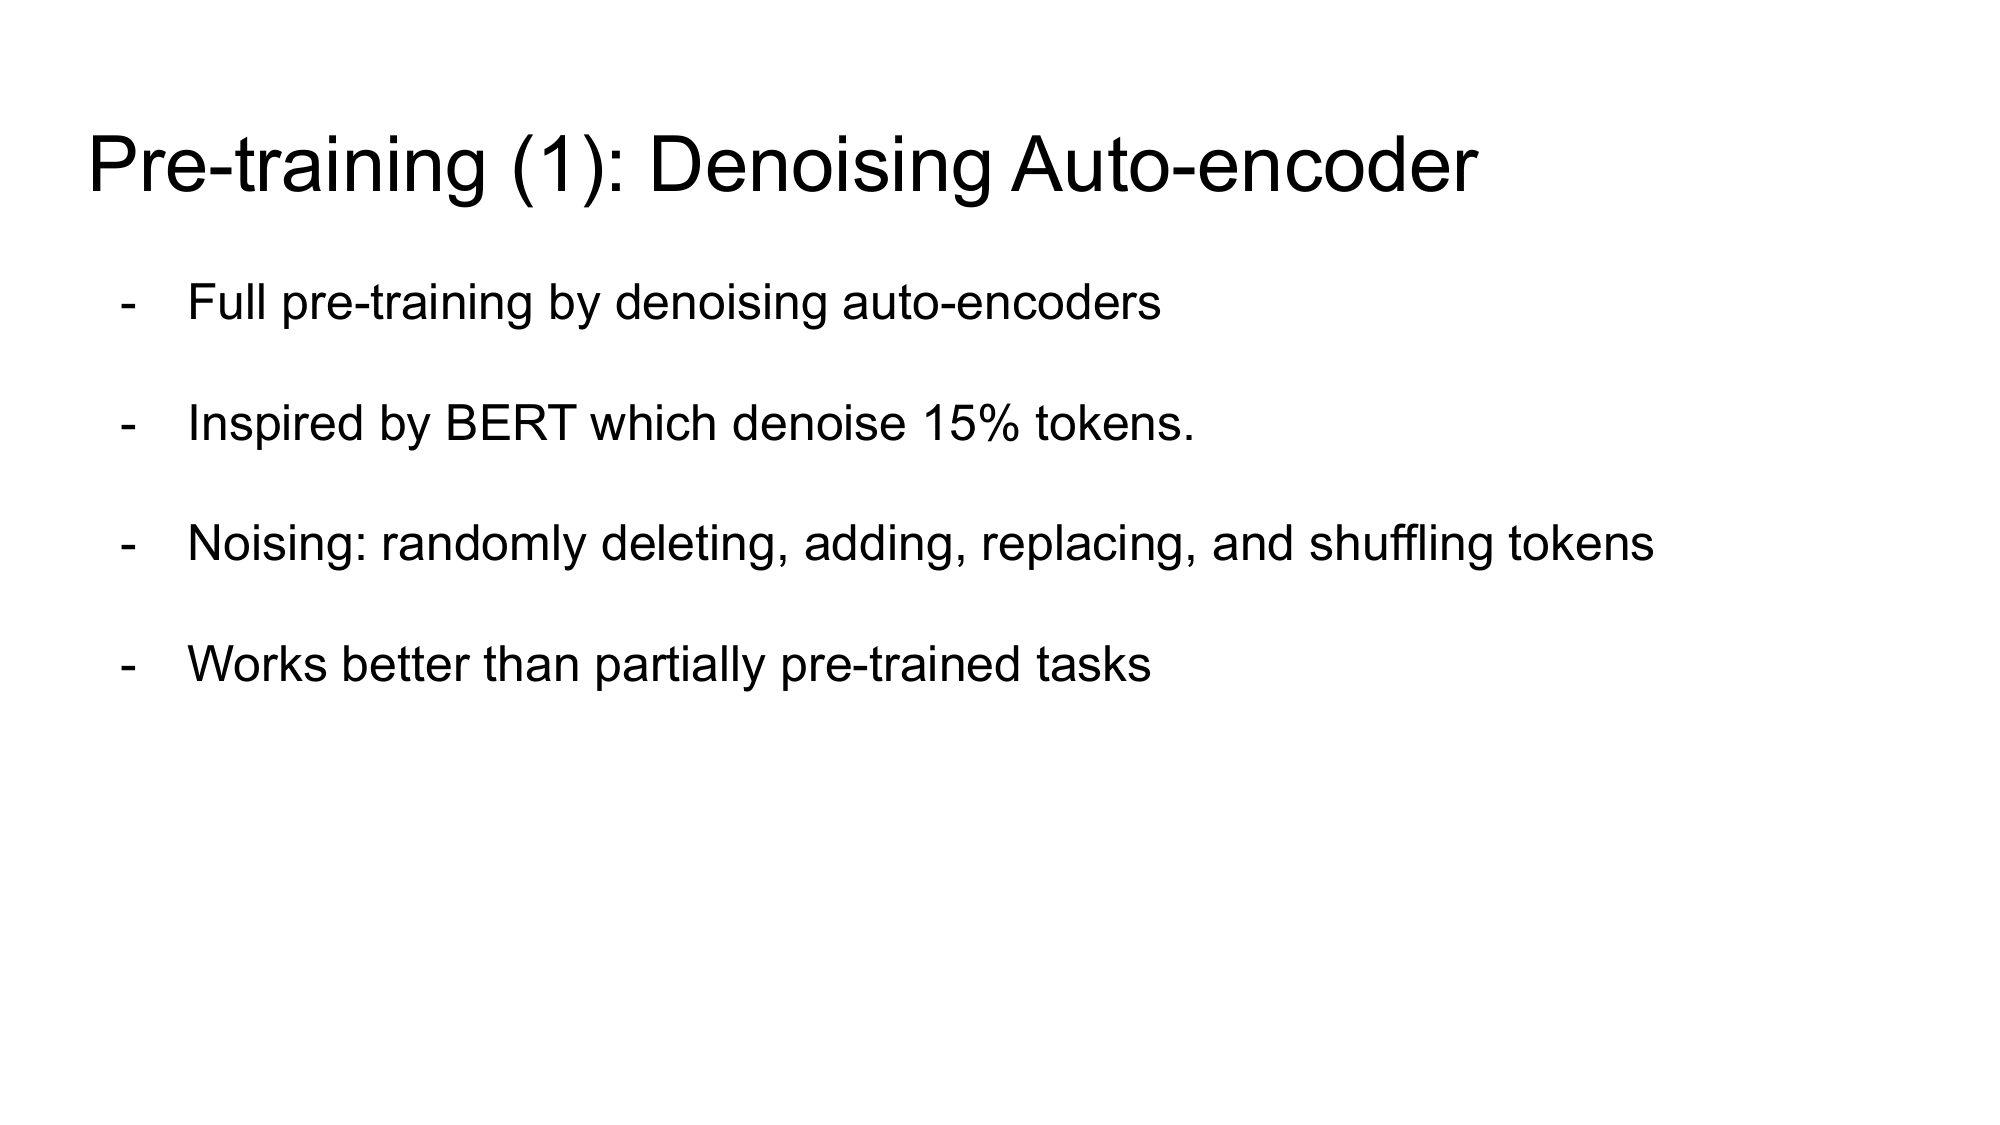 Pre-training (1): Denoising Auto-encoder
- Full pre-training by denoising auto-encoders
- Inspired by BERT which denoise 15% tokens.
- Noising: randomly deleting, adding, replacing, and shuffling tokens
- Works better than partially pre-trained tasks